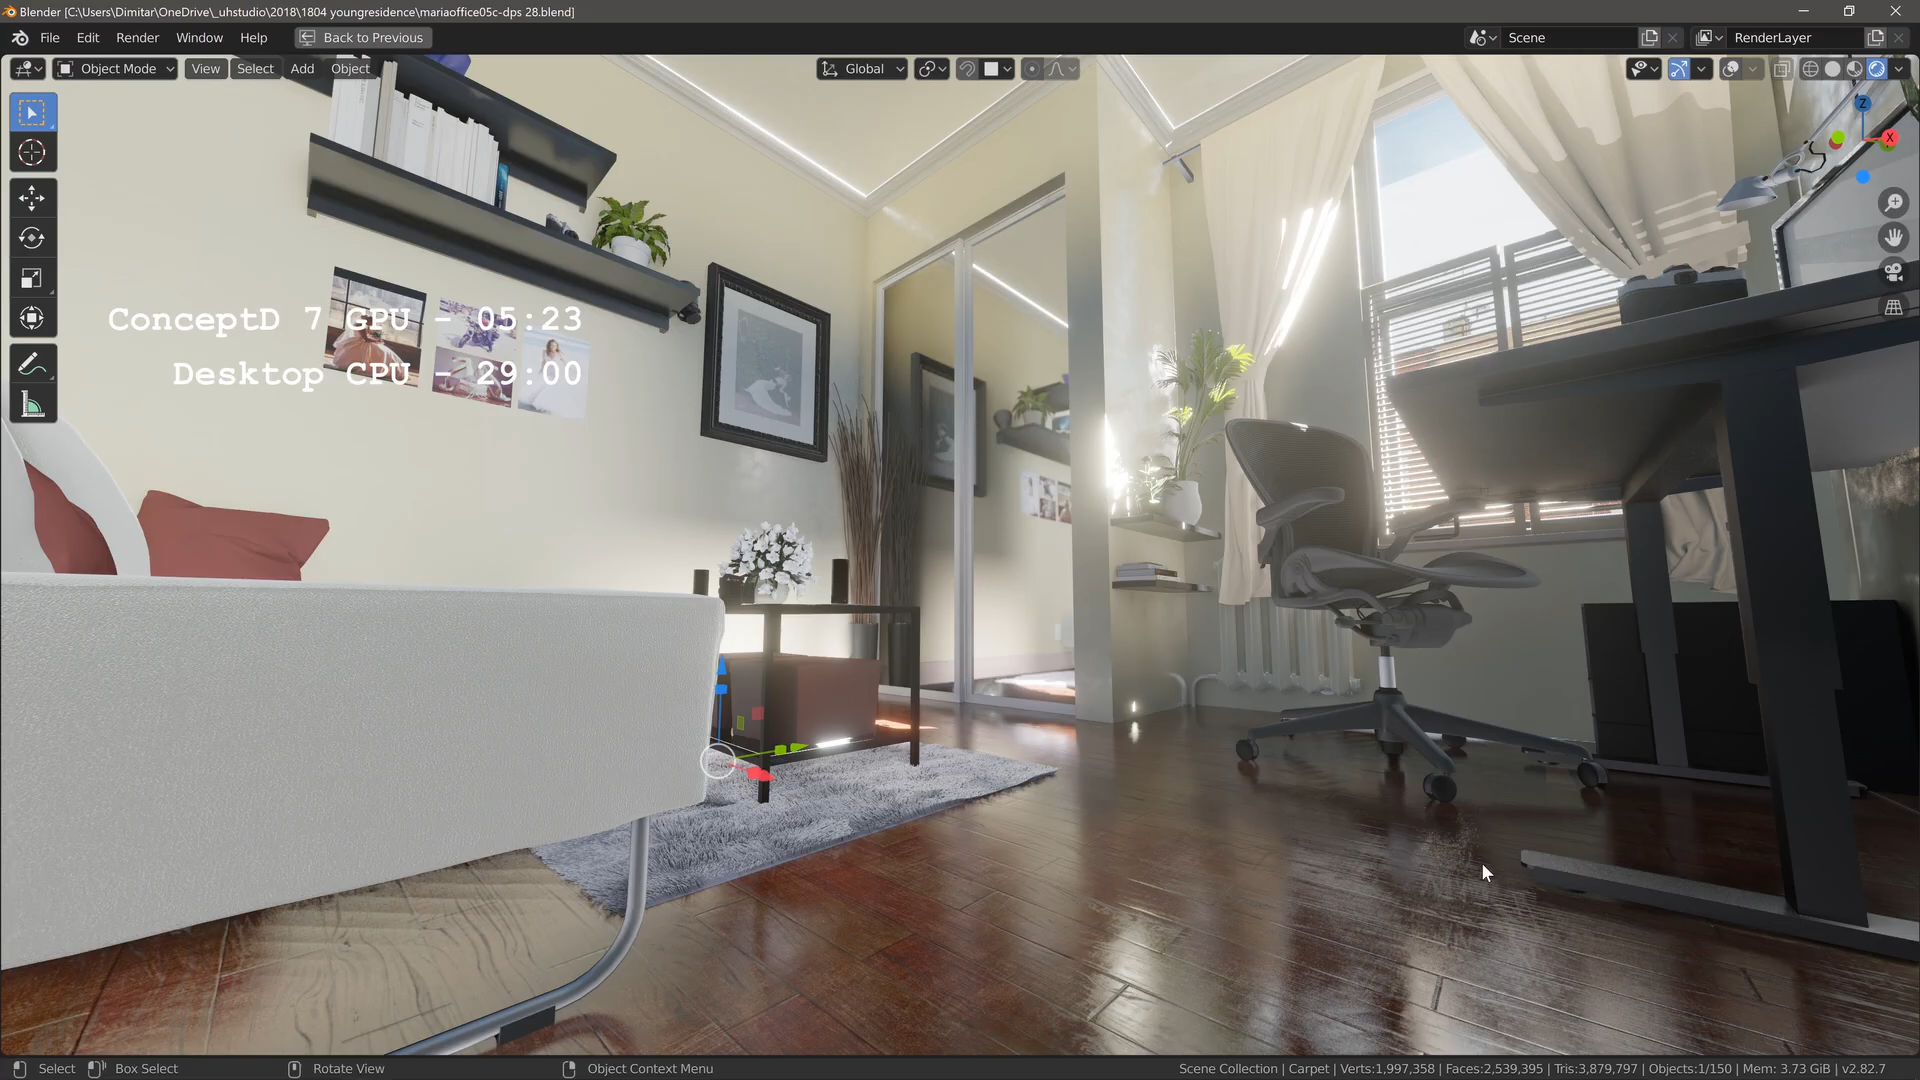 Blender [C:\Users\Dimitar\OneDrive\_uhstudio\2018\1804 youngresidence\mariaoffice05c-dps 28.blend]
File Edit Render Window Help Back to Previous Scene RenderLayer
Object Mode View Select Add Object Global
Z
X
ConceptD 7 GPU - 05:23
Desktop CPU - 29:00
Select Box Select Rotate View Object Context Menu Scene Collection | Carpet | Verts:1,997,358 | Faces:2,539,395 | Tris:3,879,797 | Objects:1/150 | Mem: 3.73 GiB | v2.82.7